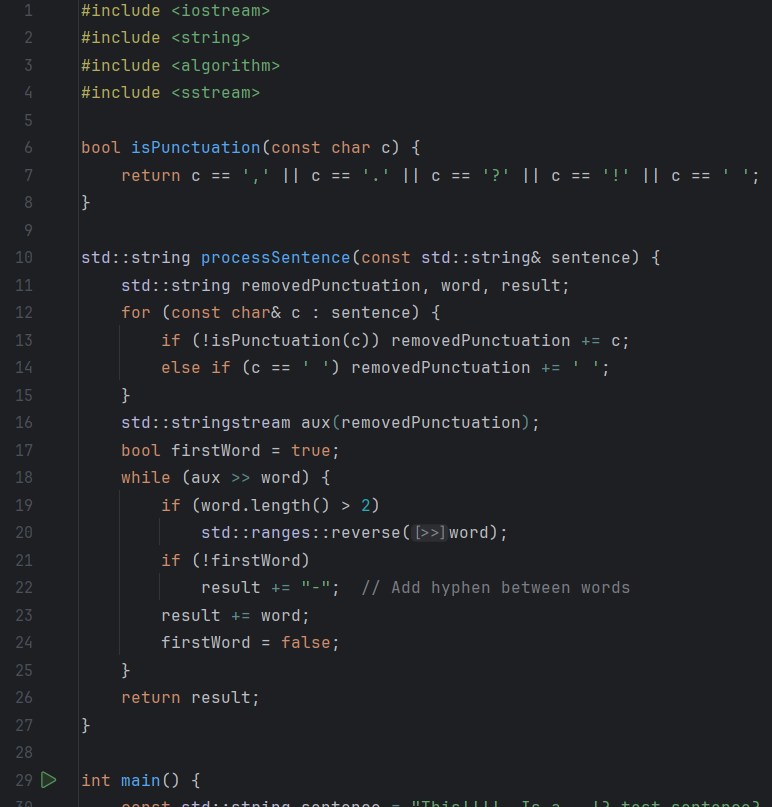 1 #include <iostream>
2 #include <string>
3 #include <algorithm>
4 #include <sstream>
5
6 bool isPunctuation(const char c) {
7     return c == ',' || c == '.' || c == '?' || c == '!' || c == ' ';
8 }
9
10 std::string processSentence(const std::string& sentence) {
11     std::string removedPunctuation, word, result;
12     for (const char& c : sentence) {
13         if (!isPunctuation(c)) removedPunctuation += c;
14         else if (c == ' ') removedPunctuation += ' ';
15     }
16     std::stringstream aux(removedPunctuation);
17     bool firstWord = true;
18     while (aux >> word) {
19         if (word.length() > 2)
20             std::ranges::reverse([>>]word);
21         if (!firstWord)
22             result += "-";  // Add hyphen between words
23         result += word;
24         firstWord = false;
25     }
26     return result;
27 }
28
29 int main() {
30     const std::string sentence =